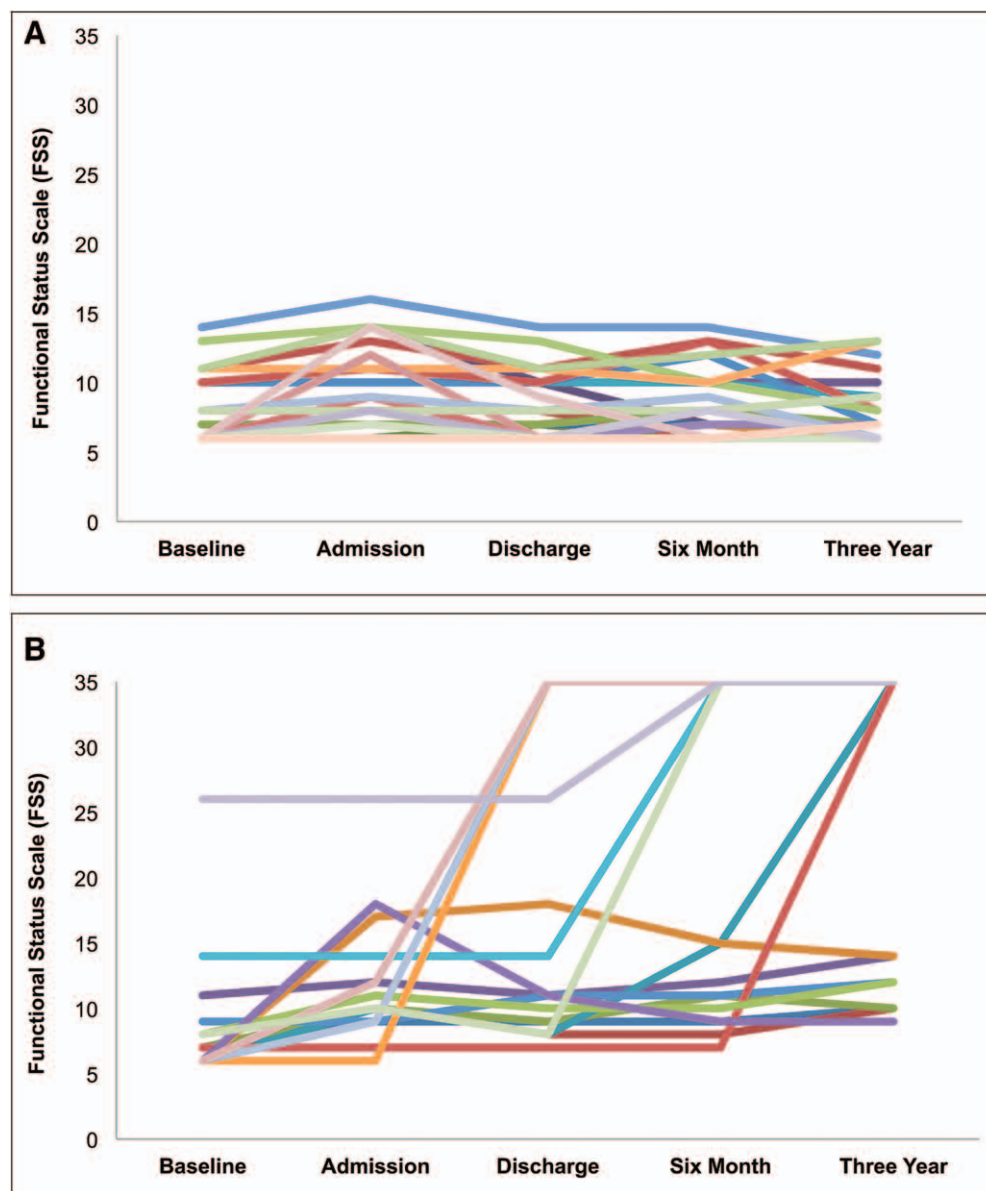 A
Functional Status Scale (FSS)
35
30
25
20
15
10
5
0
Baseline Admission Discharge Six Month Three Year
B
Functional Status Scale (FSS)
35
30
25
20
15
10
5
0
Baseline Admission Discharge Six Month Three Year